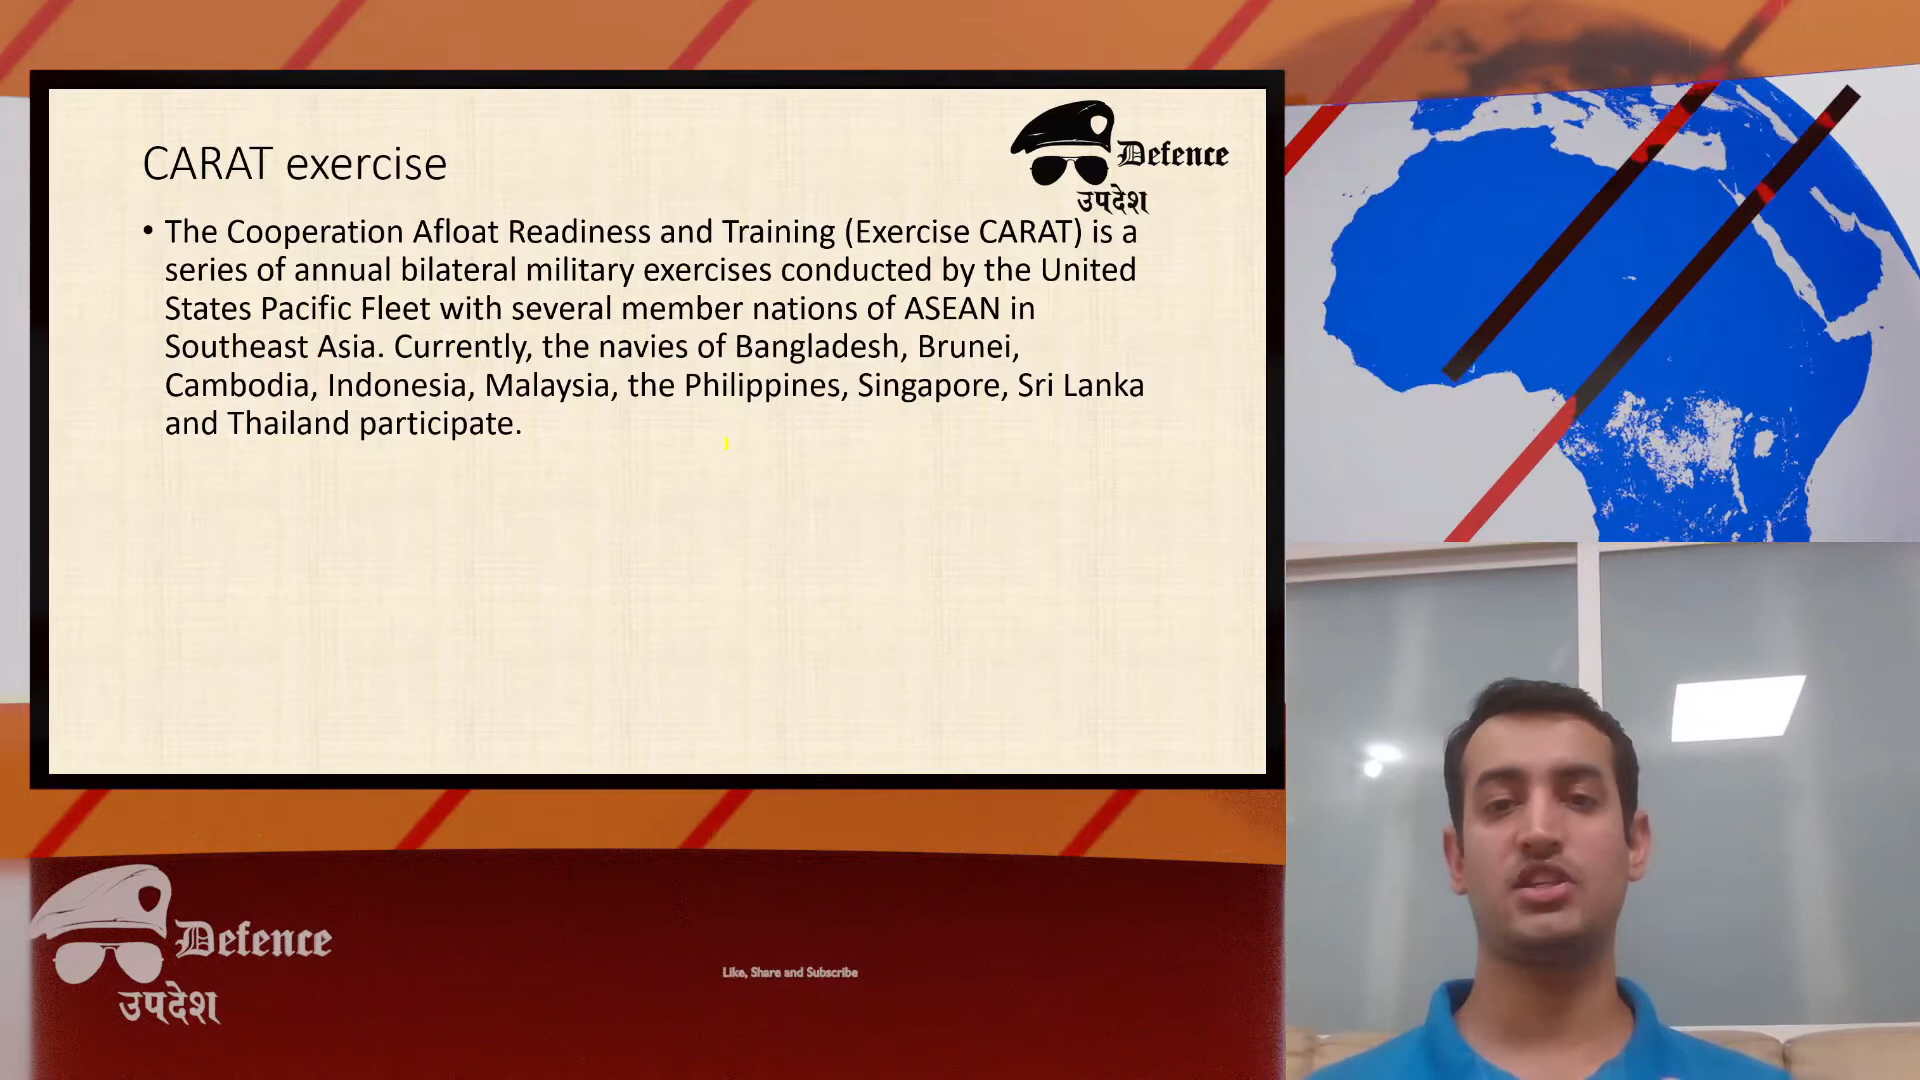 CARAT exercise
Defence
उपदेश
• The Cooperation Afloat Readiness and Training (Exercise CARAT) is a
series of annual bilateral military exercises conducted by the United
States Pacific Fleet with several member nations of ASEAN in
Southeast Asia. Currently, the navies of Bangladesh, Brunei,
Cambodia, Indonesia, Malaysia, the Philippines, Singapore, Sri Lanka
and Thailand participate.
Defence
उपदेश
Like, Share and Subscribe